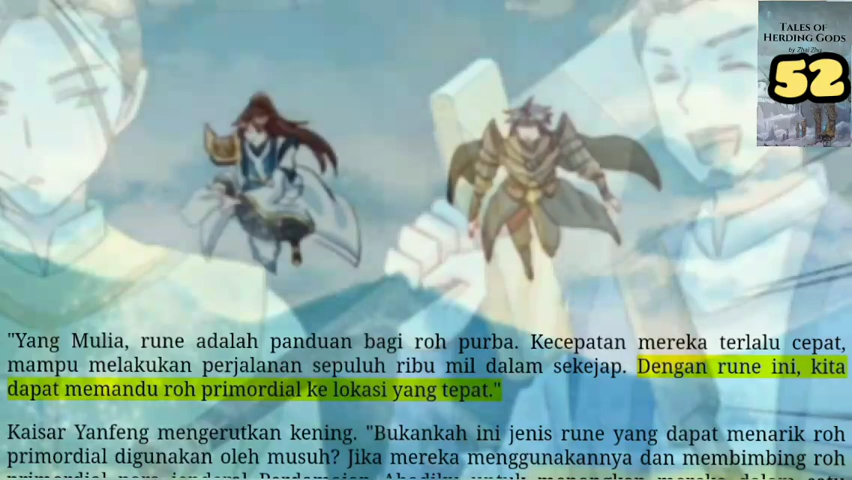 TALES OF
HERDING GODS
by Zhai Zhu
52
"Yang Mulia, rune adalah panduan bagi roh purba. Kecepatan mereka terlalu cepat,
mampu melakukan perjalanan sepuluh ribu mil dalam sekejap. Dengan rune ini, kita
dapat memandu roh primordial ke lokasi yang tepat."
Kaisar Yanfeng mengerutkan kening. "Bukankah ini jenis rune yang dapat menarik roh
primordial digunakan oleh musuh? Jika mereka menggunakannya dan membimbing roh